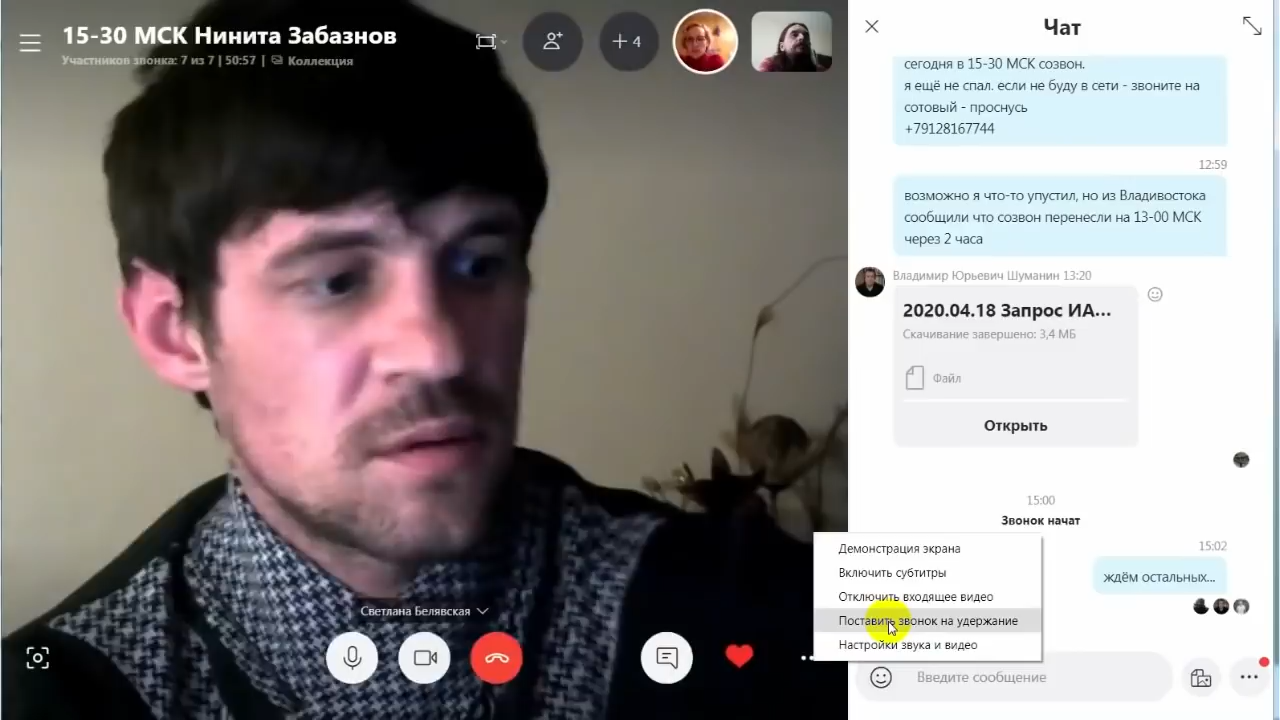 15-30 МСК Нинита Забазнов
Участников звонка: 7 из 7 | 50:57 | Коллекция
+ 4
Чат
сегодня в 15-30 МСК созвон.
я ещё не спал. если не буду в сети - звоните на
сотовый - проснусь
+79128167744
12:59
возможно я что-то упустил, но из Владивостока
сообщили что созвон перенесли на 13-00 МСК
через 2 часа
Владимир Юрьевич Шуманин 13:20
2020.04.18 Запрос ИА...
Скачивание завершено: 3,4 МБ
Файл
Открыть
15:00
Звонок начат
15:02
ждём остальных...
Демонстрация экрана
Включить субтитры
Отключить входящее видео
Поставить звонок на удержание
Настройки звука и видео
Светлана Белявская
Введите сообщение